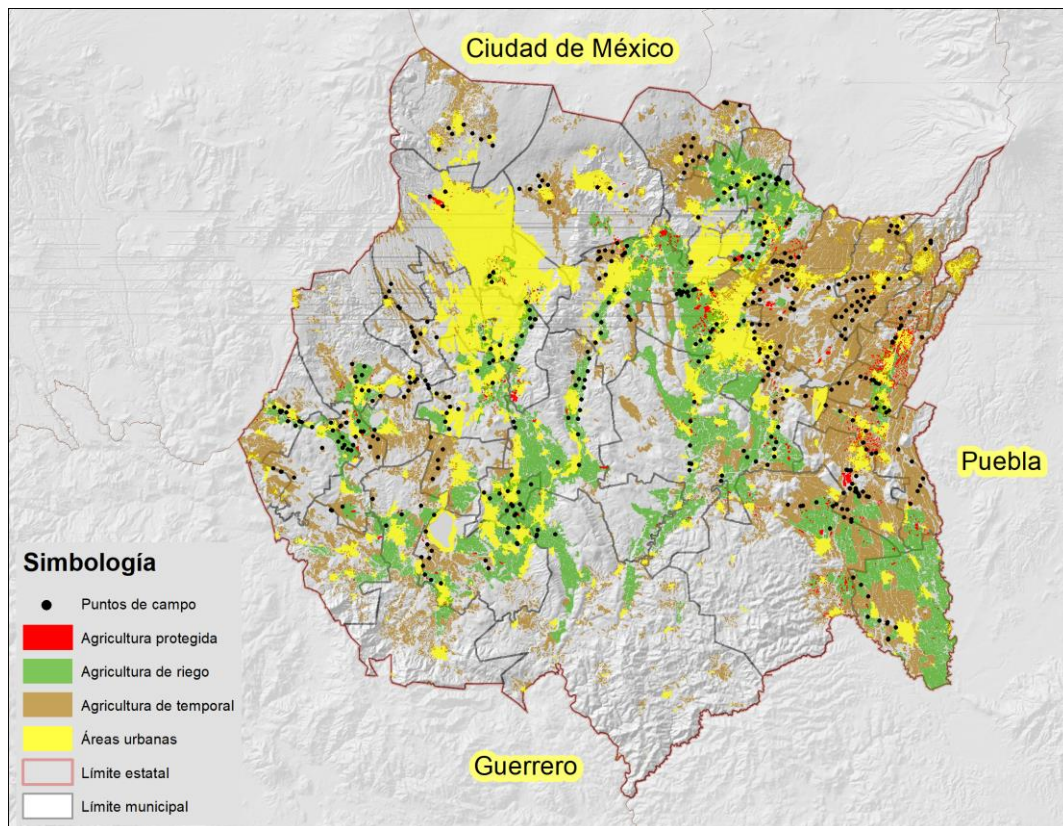 Ciudad de México
Puebla
Guerrero
Simbología
Puntos de campo
Agricultura protegida
Agricultura de riego
Agricultura de temporal
Áreas urbanas
Límite estatal
Límite municipal